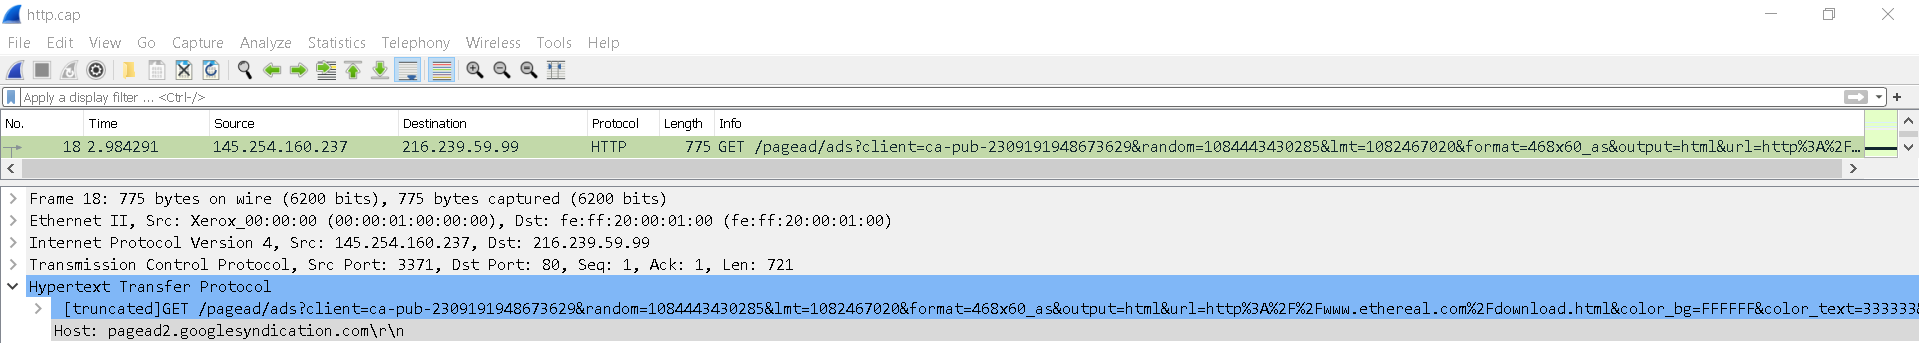 http.cap
File Edit View Go Capture Analyze Statistics Telephony Wireless Tools Help
Apply a display filter ... <Ctrl-/>
No. Time Source Destination Protocol Length Info
18 2.984291 145.254.160.237 216.239.59.99 HTTP 775 GET /pagead/ads?client=ca-pub-2309191948673629&random=1084443430285&lmt=1082467020&format=468x60_as&output=html&url=http%3A%2F…
Frame 18: 775 bytes on wire (6200 bits), 775 bytes captured (6200 bits)
Ethernet II, Src: Xerox_00:00:00 (00:00:01:00:00:00), Dst: fe:ff:20:00:01:00 (fe:ff:20:00:01:00)
Internet Protocol Version 4, Src: 145.254.160.237, Dst: 216.239.59.99
Transmission Control Protocol, Src Port: 3371, Dst Port: 80, Seq: 1, Ack: 1, Len: 721
Hypertext Transfer Protocol
[truncated]GET /pagead/ads?client=ca-pub-2309191948673629&random=1084443430285&lmt=1082467020&format=468x60_as&output=html&url=http%3A%2F%2Fwww.ethereal.com%2Fdownload.html&color_bg=FFFFFF&color_text=333333&
Host: pagead2.googlesyndication.com\r\n